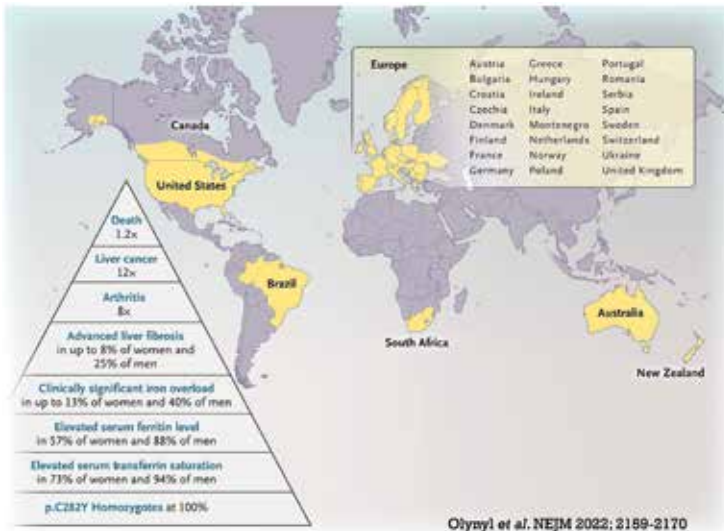 Europe
Austria Greece Portugal
Bulgaria Hungary Romania
Croatia Ireland Serbia
Czechia Italy Spain
Denmark Montenegro Sweden
Finland Netherlands Switzerland
France Norway Ukraine
Germany Poland United Kingdom
Canada
United States
Brazil
South Africa
Australia
New Zealand
Death
1.2x
Liver cancer
12x
Arthritis
8x
Advanced liver fibrosis
in up to 8% of women and
25% of men
Clinically significant iron overload
in up to 13% of women and 40% of men
Elevated serum ferritin level
in 57% of women and 88% of men
Elevated serum transferrin saturation
in 73% of women and 94% of men
p.C282Y Homozygotes at 100%
Olynyl et al. NEJM 2022; 2159-2170